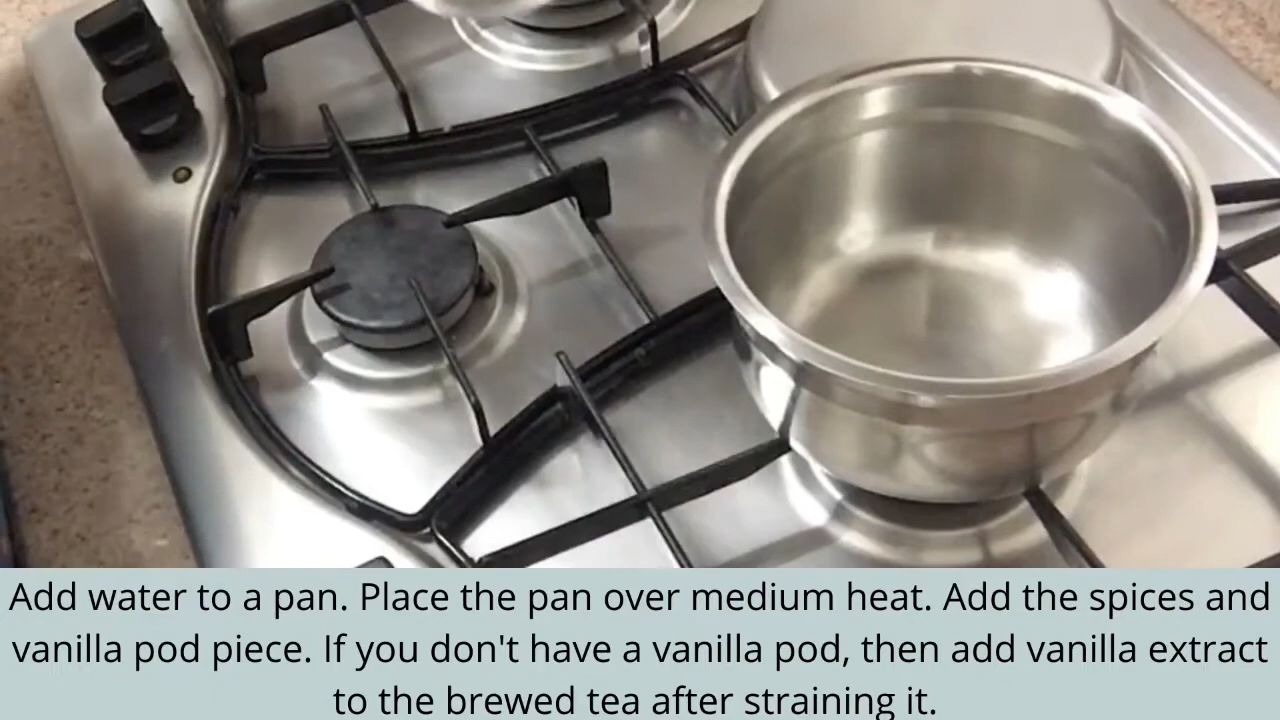 Add water to a pan. Place the pan over medium heat. Add the spices and
vanilla pod piece. If you don't have a vanilla pod, then add vanilla extract
to the brewed tea after straining it.